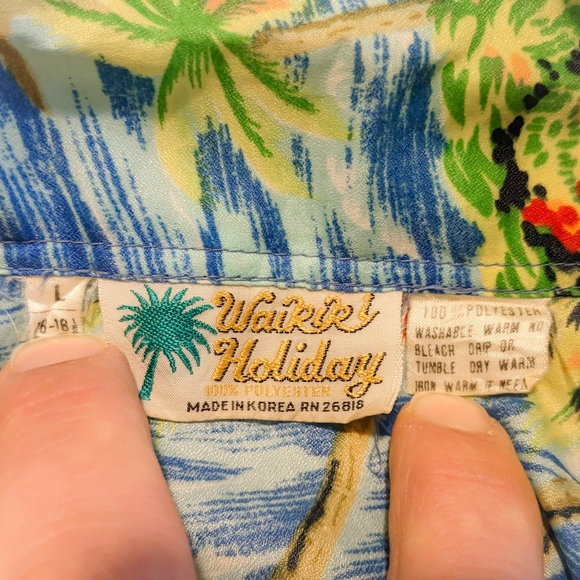 L
16-16½
Waikiki
Holiday
100% POLYESTER
MADE IN KOREA RN 26818
100% POLYESTER
WASHABLE WARM NO
BLEACH DRIP OR
TUMBLE DRY WARM
IRON WARM IF NEEA